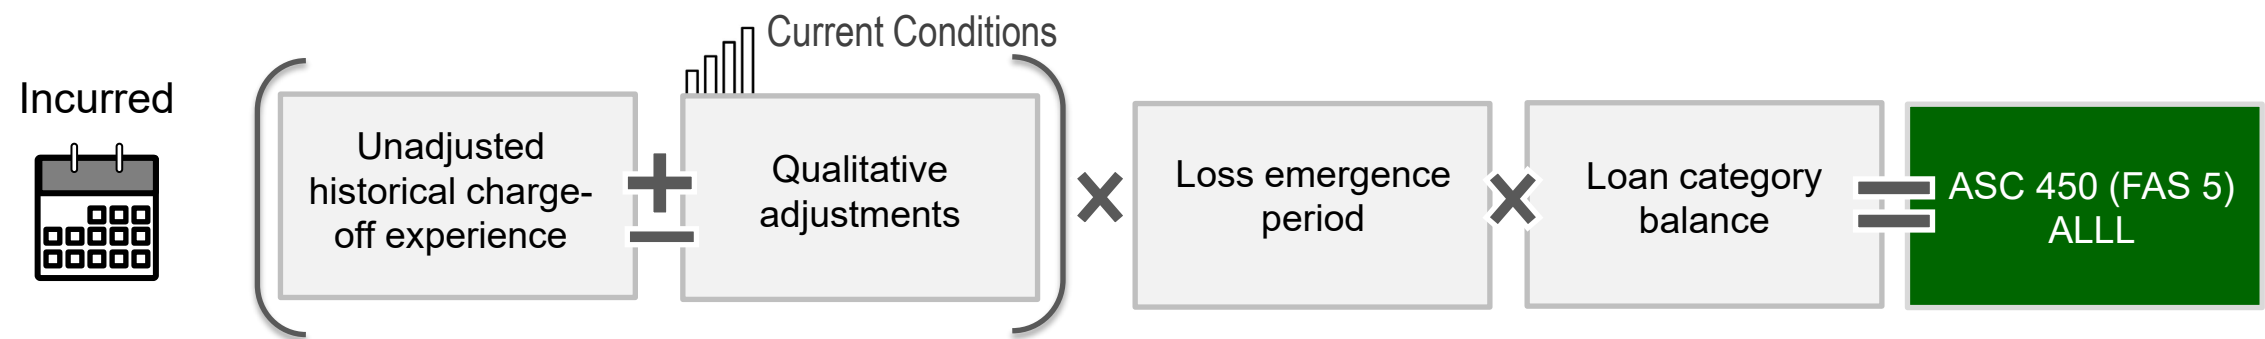 Current Conditions
Incurred
Unadjusted
historical charge-
off experience
Qualitative
adjustments
Loss emergence
period
Loan category
balance
ASC 450 (FAS 5)
ALLL